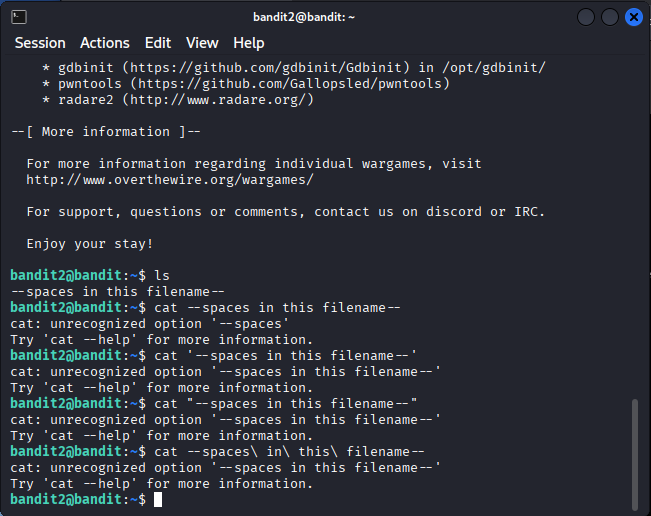 bandit2@bandit: ~
Session Actions Edit View Help
* gdbinit (https://github.com/gdbinit/Gdbinit) in /opt/gdbinit/
* pwntools (https://github.com/Gallopsled/pwntools)
* radare2 (http://www.radare.org/)
--[ More information ]--
For more information regarding individual wargames, visit
http://www.overthewire.org/wargames/
For support, questions or comments, contact us on discord or IRC.
Enjoy your stay!
bandit2@bandit:~$ ls
--spaces in this filename--
bandit2@bandit:~$ cat --spaces in this filename--
cat: unrecognized option '--spaces'
Try 'cat --help' for more information.
bandit2@bandit:~$ cat '--spaces in this filename--'
cat: unrecognized option '--spaces in this filename--'
Try 'cat --help' for more information.
bandit2@bandit:~$ cat "--spaces in this filename--"
cat: unrecognized option '--spaces in this filename--'
Try 'cat --help' for more information.
bandit2@bandit:~$ cat --spaces\ in\ this\ filename--
cat: unrecognized option '--spaces in this filename--'
Try 'cat --help' for more information.
bandit2@bandit:~$